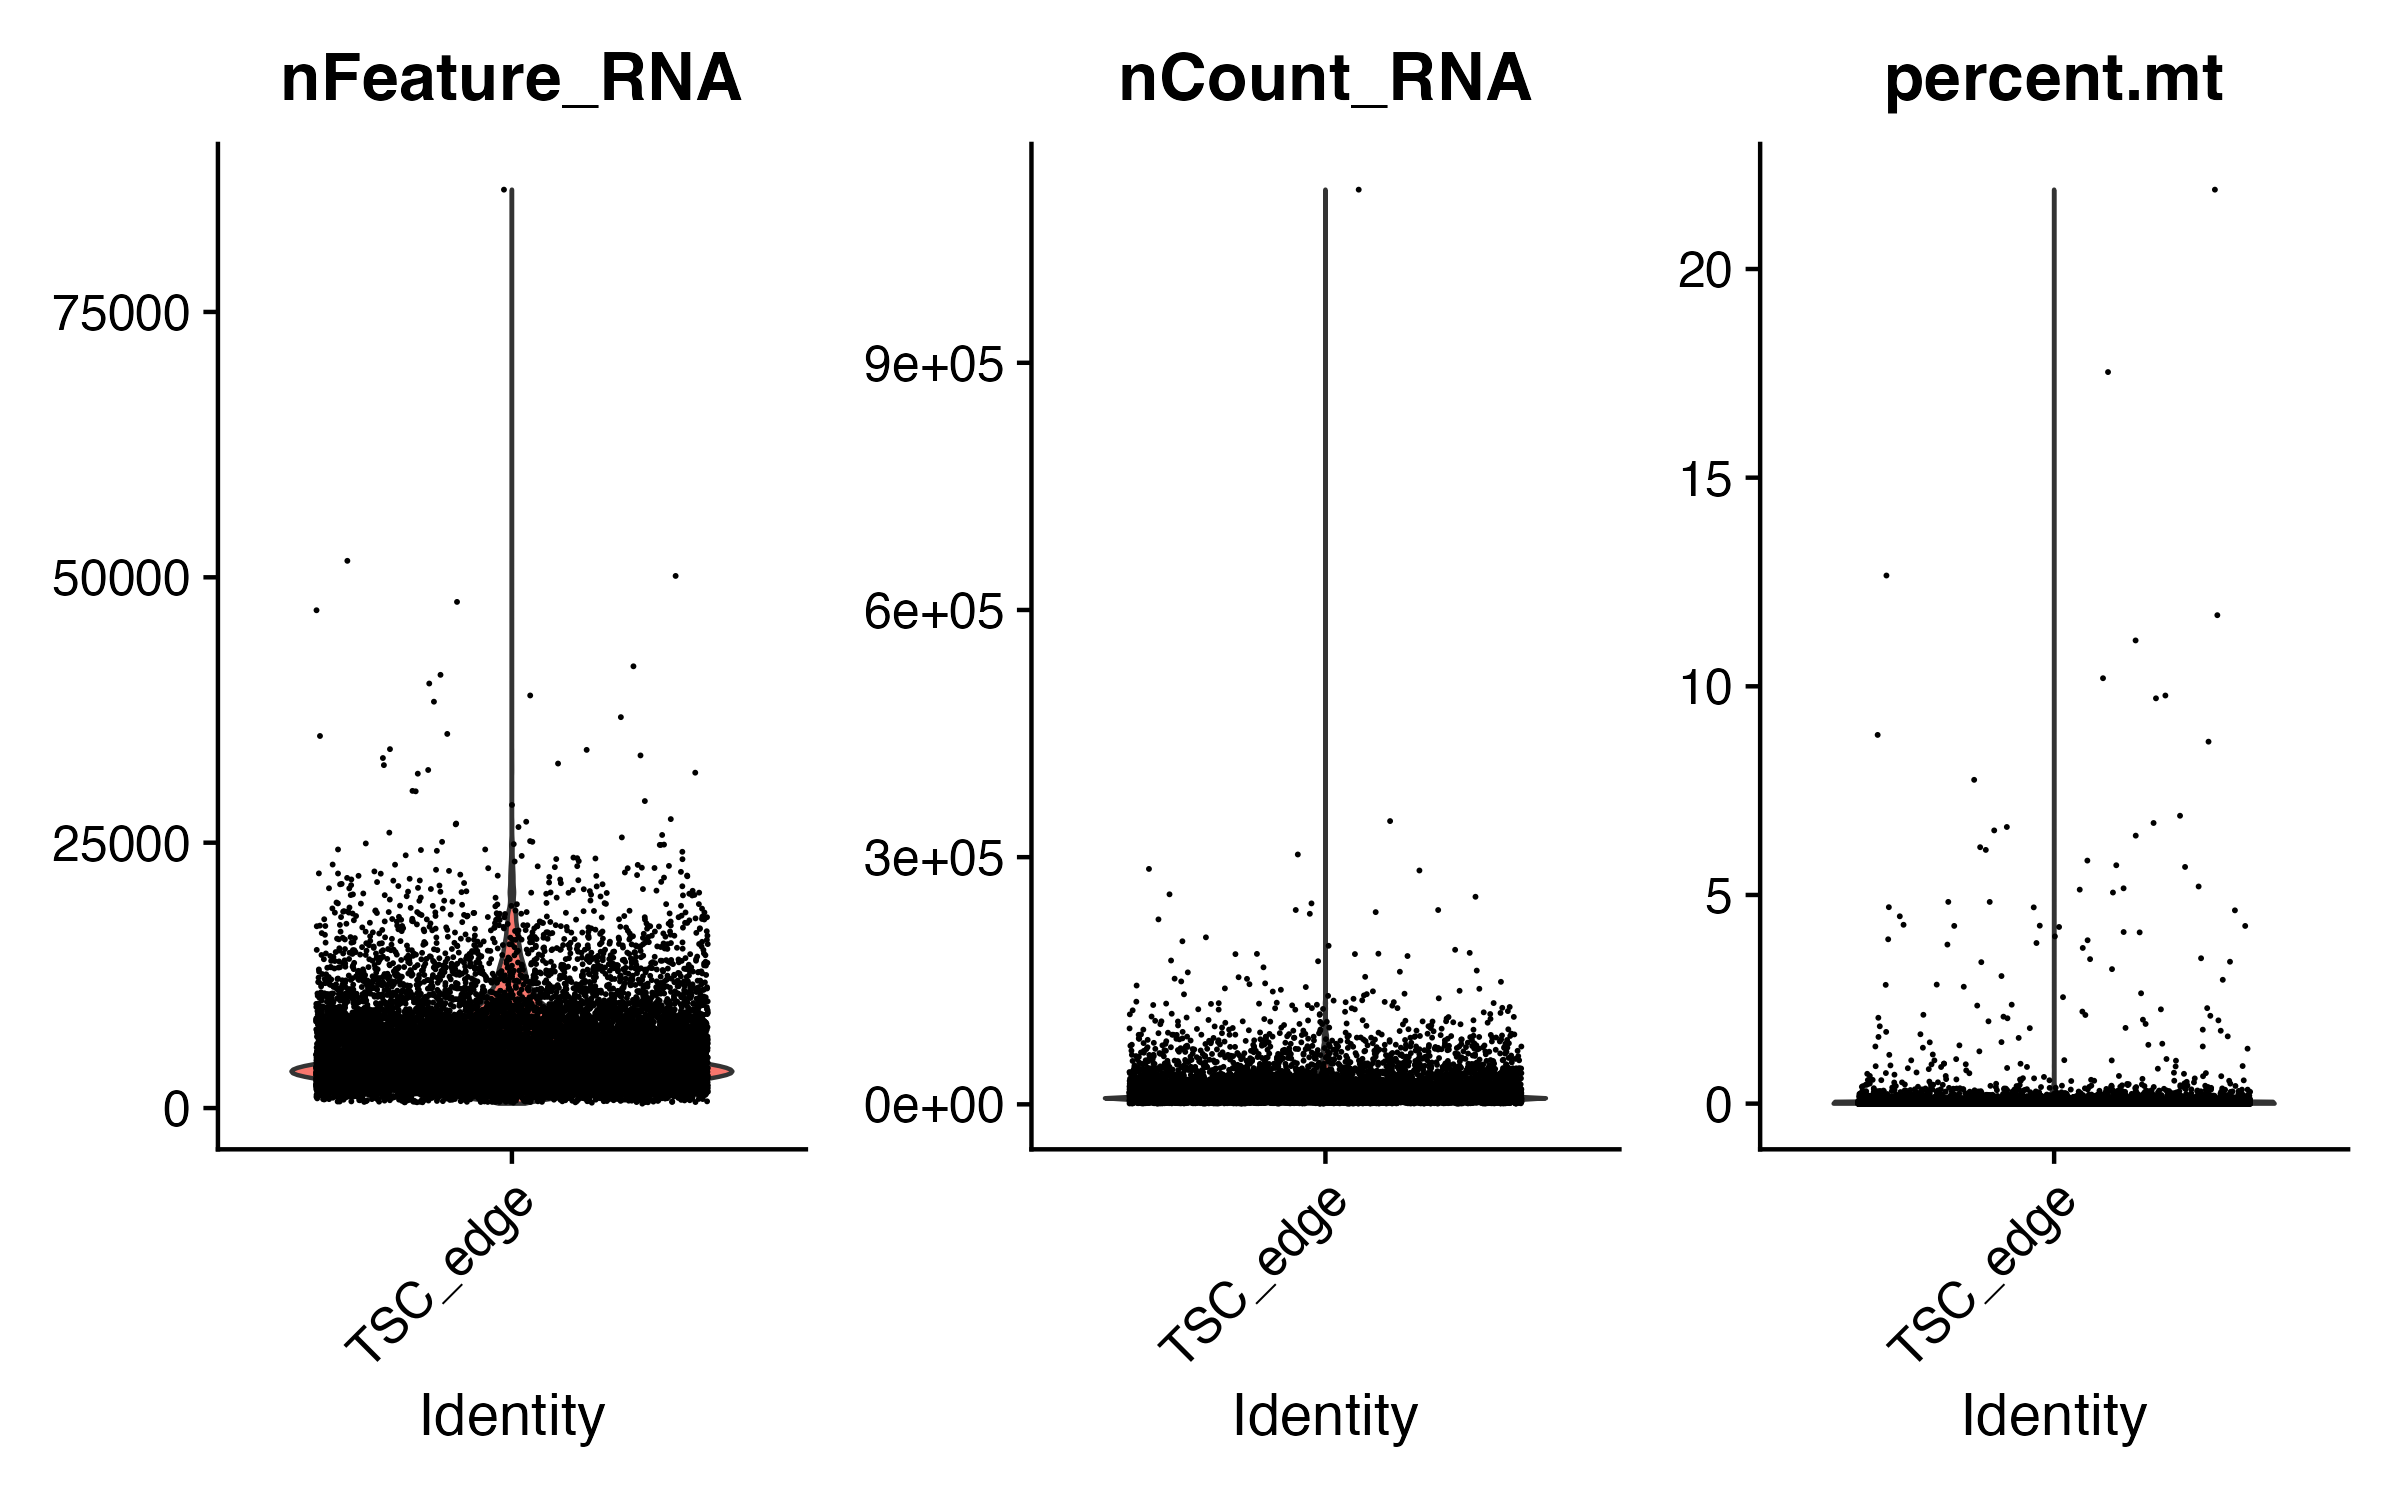 nFeature_RNA
75000
50000
25000
0
TSC_edge
Identity
nCount_RNA
9e+05
6e+05
3e+05
0e+00
TSC_edge
Identity
percent.mt
20
15
10
5
0
TSC_edge
Identity